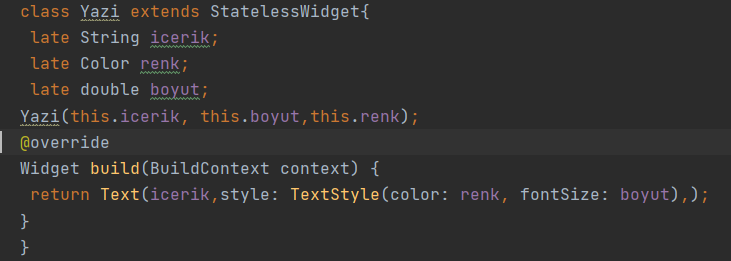 class Yazi extends StatelessWidget{
late String icerik;
late Color renk;
late double boyut;
Yazi(this.icerik, this.boyut,this.renk);
@override
Widget build(BuildContext context) {
return Text(icerik,style: TextStyle(color: renk, fontSize: boyut),);
}
}